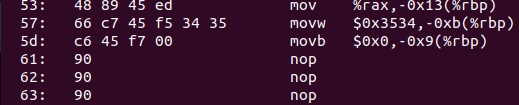 53: 48 89 45 ed mov %rax,-0x13(%rbp)
57: 66 c7 45 f5 34 35 movw $0x3534,-0xb(%rbp)
5d: c6 45 f7 00 movb $0x0,-0x9(%rbp)
61: 90 nop
62: 90 nop
63: 90 nop